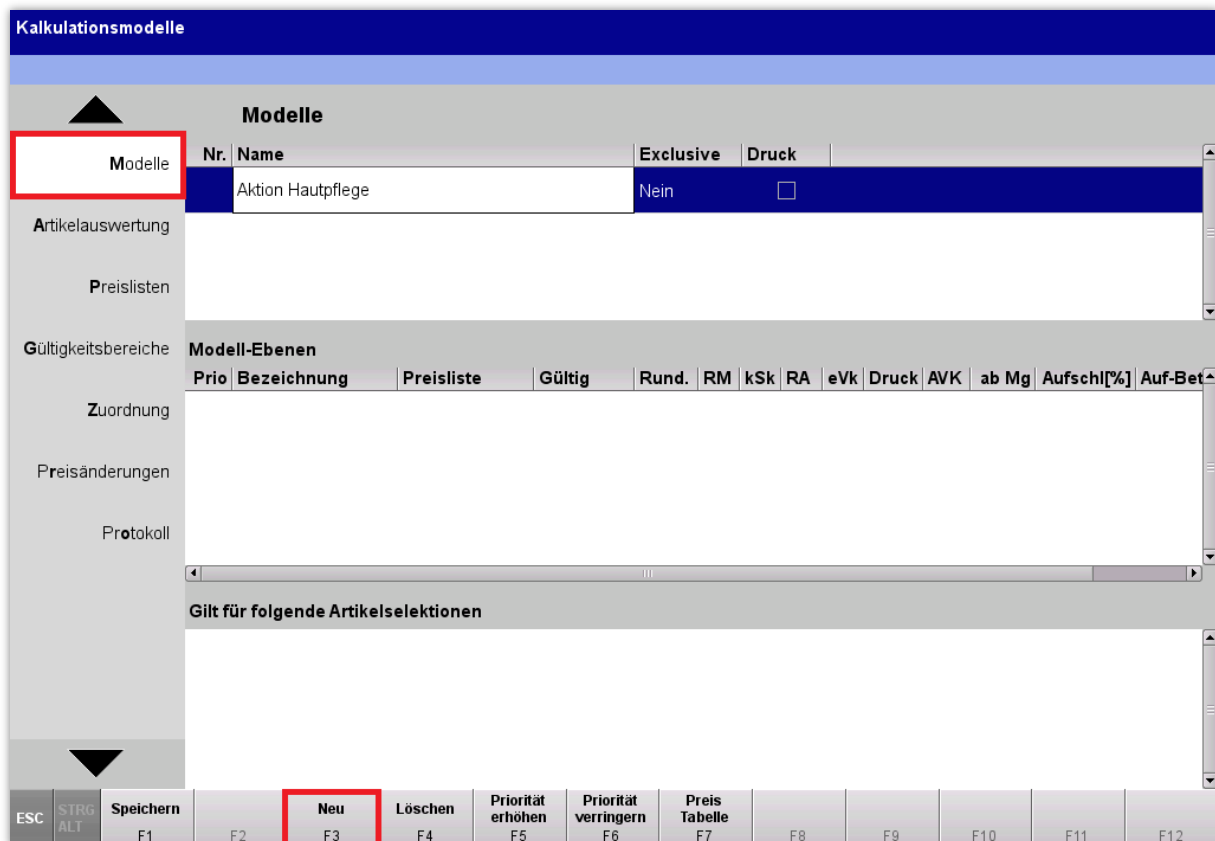 Kalkulationsmodelle
Modelle
Modelle
Nr. Name Exclusive Druck
Aktion Hautpflege Nein
Artikelauswertung
Preislisten
Gültigkeitsbereiche
Modell-Ebenen
Prio Bezeichnung Preisliste Gültig Rund. RM kSk RA eVk Druck AVK ab Mg Aufschl[%] Auf-Bet
Zuordnung
Preisänderungen
Protokoll
Gilt für folgende Artikelselektionen
ESC STRG ALT
Speichern F1
F2
Neu F3
Löschen F4
Priorität erhöhen F5
Priorität verringern F6
Preis Tabelle F7
F8
F9
F10
F11
F12